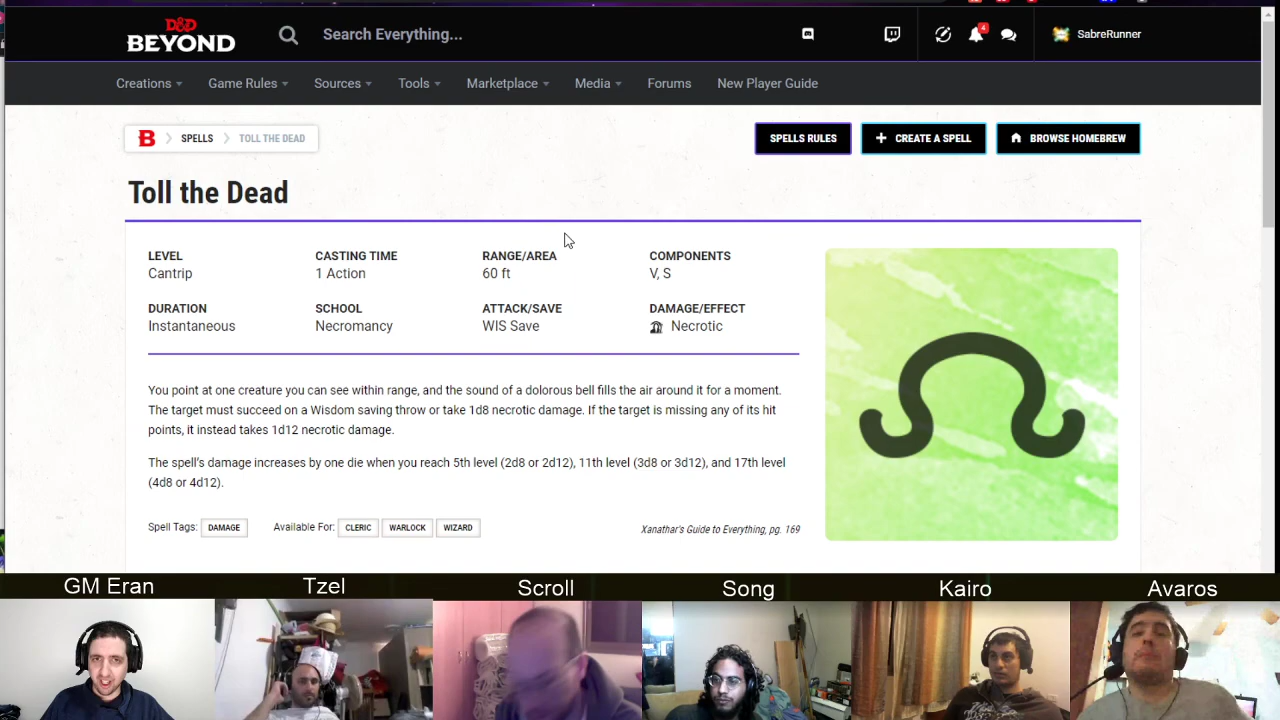 D&D
BEYOND
Search Everything...
4
SabreRunner
Creations
Game Rules
Sources
Tools
Marketplace
Media
Forums
New Player Guide
B
SPELLS
TOLL THE DEAD
SPELLS RULES
+ CREATE A SPELL
BROWSE HOMEBREW
Toll the Dead
LEVEL
Cantrip
CASTING TIME
1 Action
RANGE/AREA
60 ft
COMPONENTS
V, S
DURATION
Instantaneous
SCHOOL
Necromancy
ATTACK/SAVE
WIS Save
DAMAGE/EFFECT
Necrotic
You point at one creature you can see within range, and the sound of a dolorous bell fills the air around it for a moment.
The target must succeed on a Wisdom saving throw or take 1d8 necrotic damage. If the target is missing any of its hit
points, it instead takes 1d12 necrotic damage.
The spell's damage increases by one die when you reach 5th level (2d8 or 2d12), 11th level (3d8 or 3d12), and 17th level
(4d8 or 4d12).
Spell Tags: DAMAGE
Available For: CLERIC WARLOCK WIZARD
Xanathar's Guide to Everything, pg. 169
GM Eran
Tzel
Scroll
Song
Kairo
Avaros